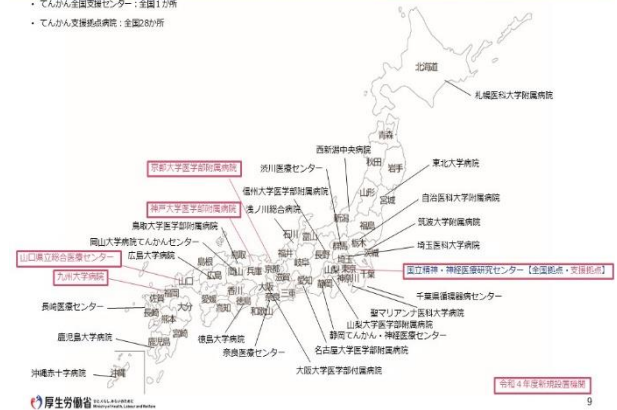 ・ てんかん全国支援センター：全国1か所
・ てんかん支援拠点病院：全国28か所
北海道
札幌医科大学附属病院
青森
西新潟中央病院
秋田
岩手
京都大学医学部附属病院
渋川医療センター
東北大学病院
信州大学医学部附属病院
山形
宮城
自治医科大学附属病院
神戸大学医学部附属病院
浅ノ川総合病院
新潟
福島
筑波大学附属病院
鳥取大学医学部附属病院
石川
富山
群馬
栃木
岡山大学病院てんかんセンター
福井
長野
埼玉
茨城
埼玉医科大学病院
山口県立総合医療センター
広島大学病院
島根
鳥取
兵庫
京都
滋賀
岐阜
山梨
東京
千葉
国立精神・神経医療研究センター【全国拠点・支援拠点】
九州大学病院
山口
広島
岡山
大阪
愛知
静岡
神奈川
佐賀
福岡
香川
奈良
三重
千葉県循環器病センター
長崎医療センター
長崎
大分
愛媛
徳島
和歌山
聖マリアンナ医科大学病院
熊本
高知
山梨大学医学部附属病院
鹿児島大学病院
宮崎
徳島大学病院
静岡てんかん・神経医療センター
鹿児島
奈良医療センター
名古屋大学医学部附属病院
沖縄赤十字病院
沖縄
大阪大学医学部付属病院
令和4年度新規設置機関
厚生労働省
ひと、くらし、みらいのために
Ministry of Health, Labour and Welfare
9